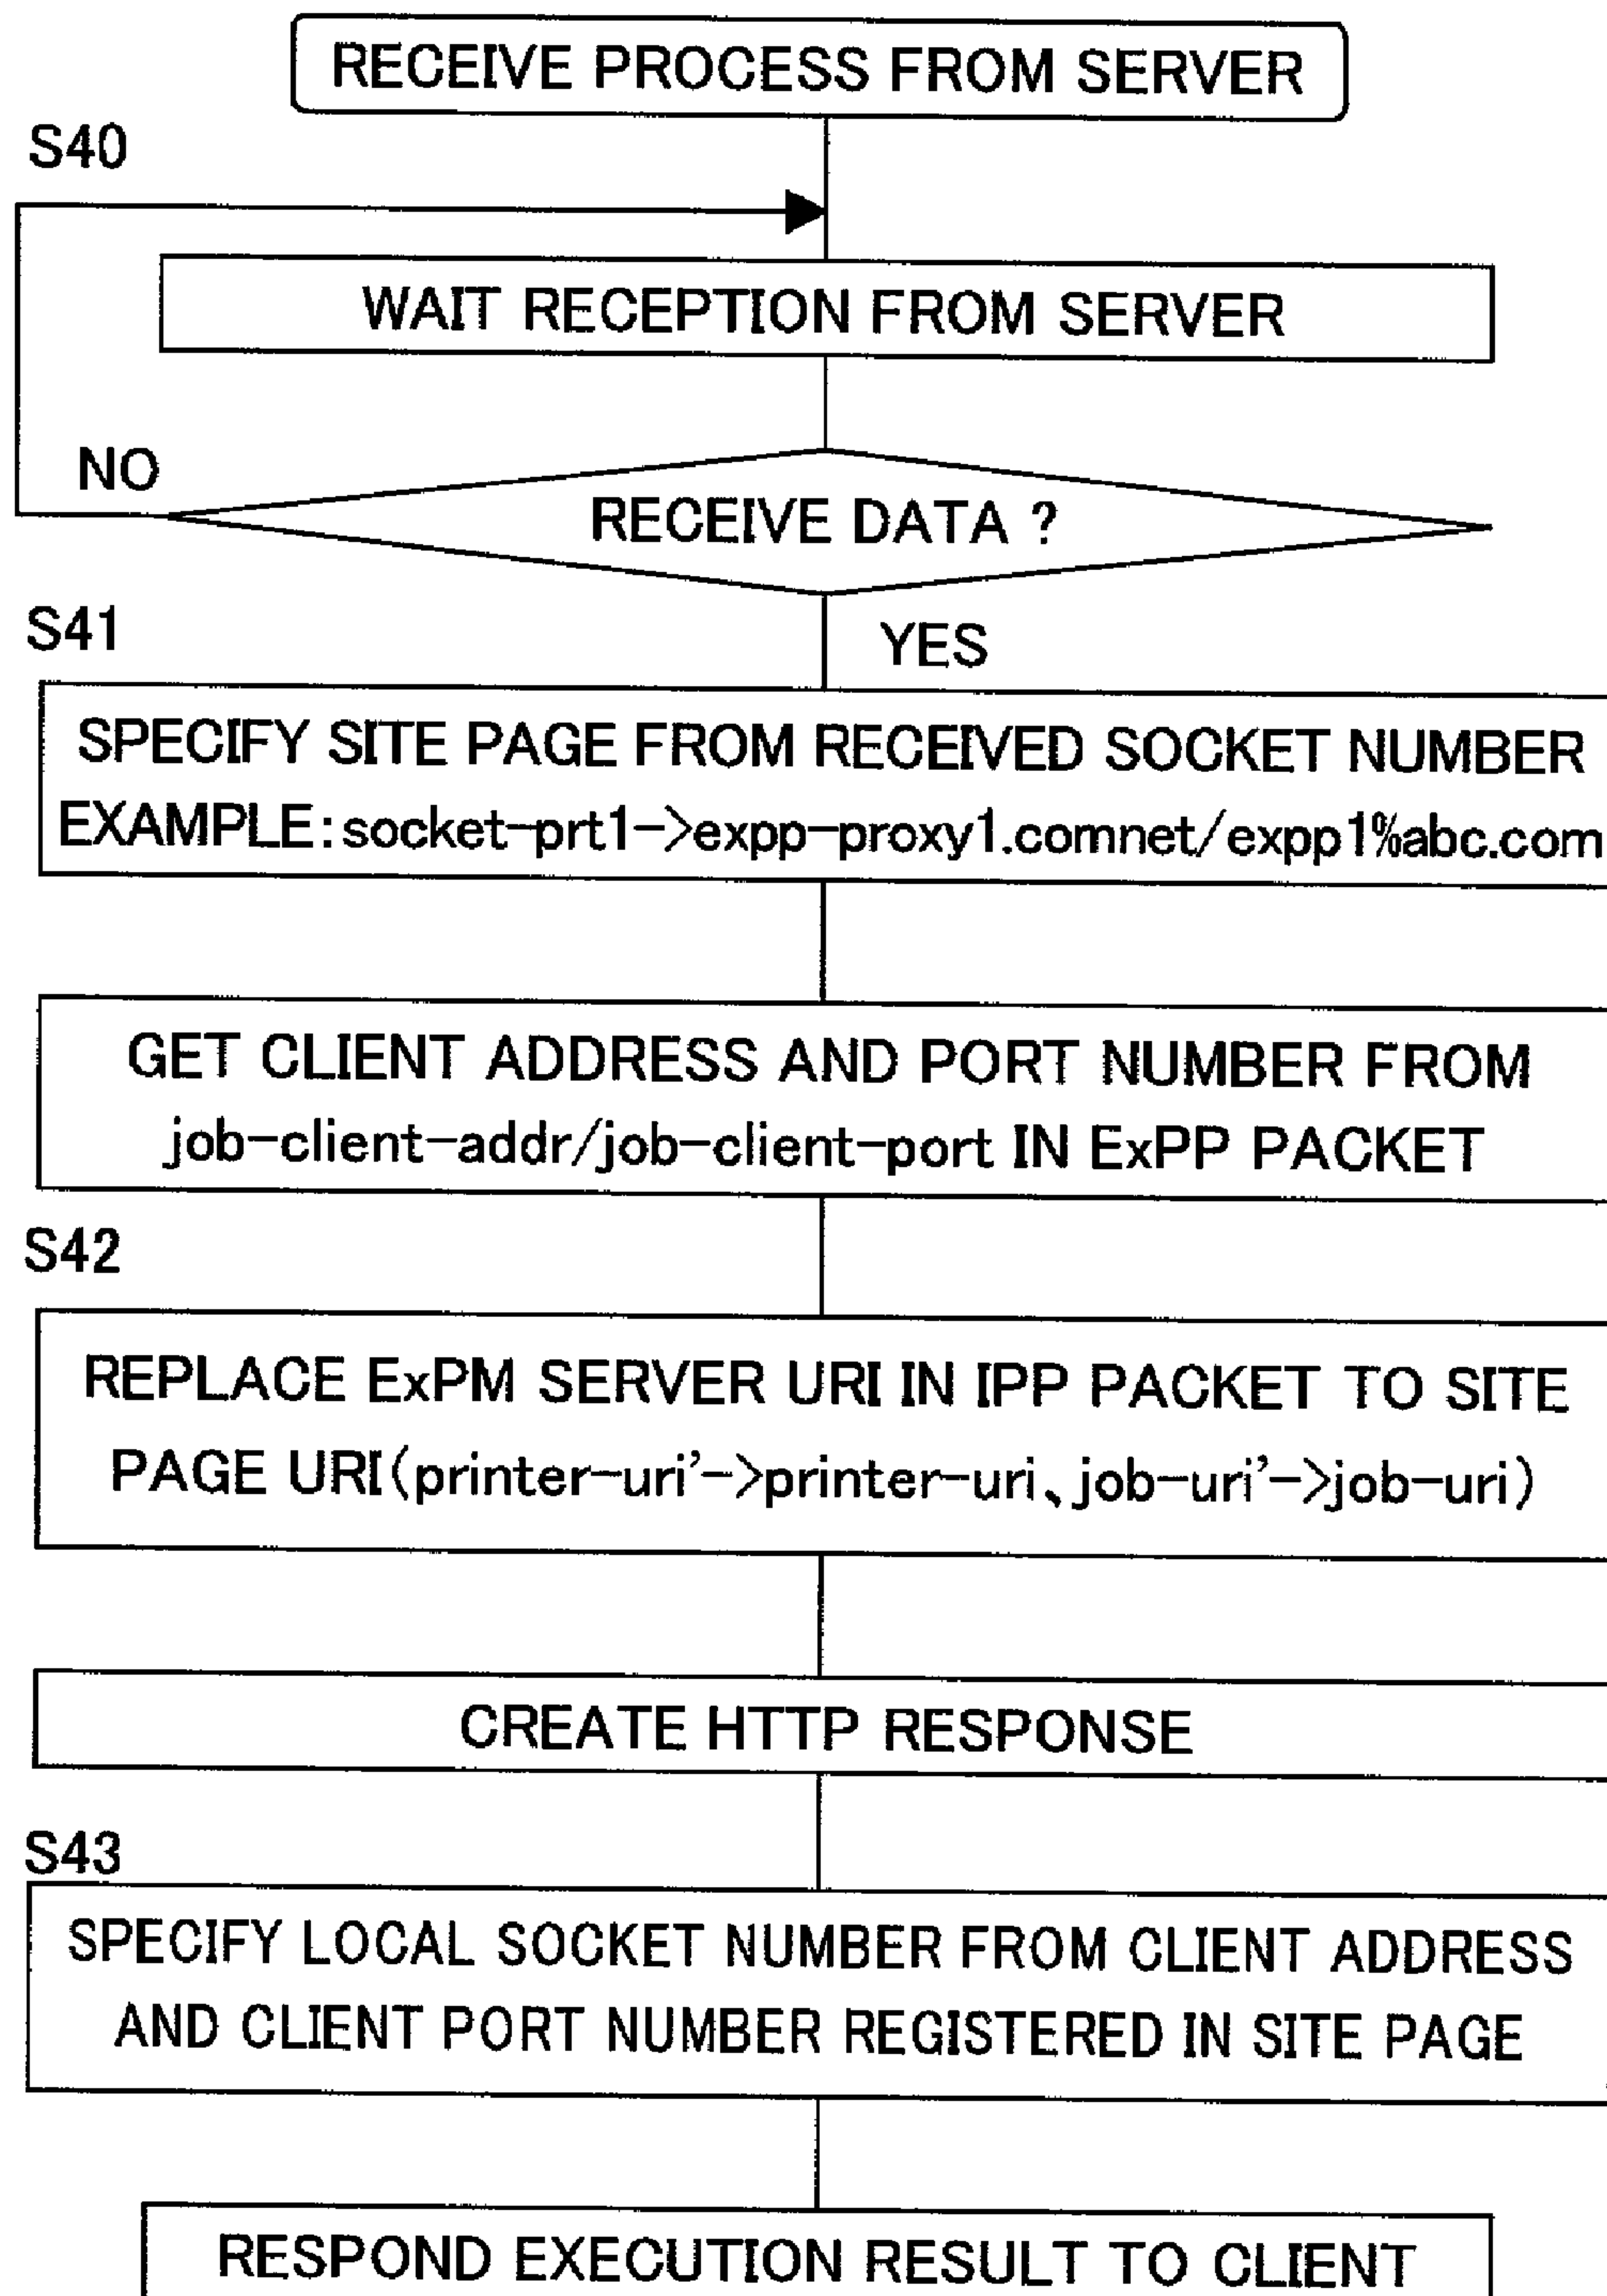 RECEIVE PROCESS FROM SERVER
S40
WAIT RECEPTION FROM SERVER
NO
RECEIVE DATA ?
S41
YES
SPECIFY SITE PAGE FROM RECEIVED SOCKET NUMBER
EXAMPLE:socket-prt1->expp-proxy1.comnet/expp1%abc.com
GET CLIENT ADDRESS AND PORT NUMBER FROM
job-client-addr/job-client-port IN ExPP PACKET
S42
REPLACE ExPM SERVER URI IN IPP PACKET TO SITE
PAGE URI(printer-uri'->printer-uri、job-uri'->job-uri)
CREATE HTTP RESPONSE
S43
SPECIFY LOCAL SOCKET NUMBER FROM CLIENT ADDRESS
AND CLIENT PORT NUMBER REGISTERED IN SITE PAGE
RESPOND EXECUTION RESULT TO CLIENT